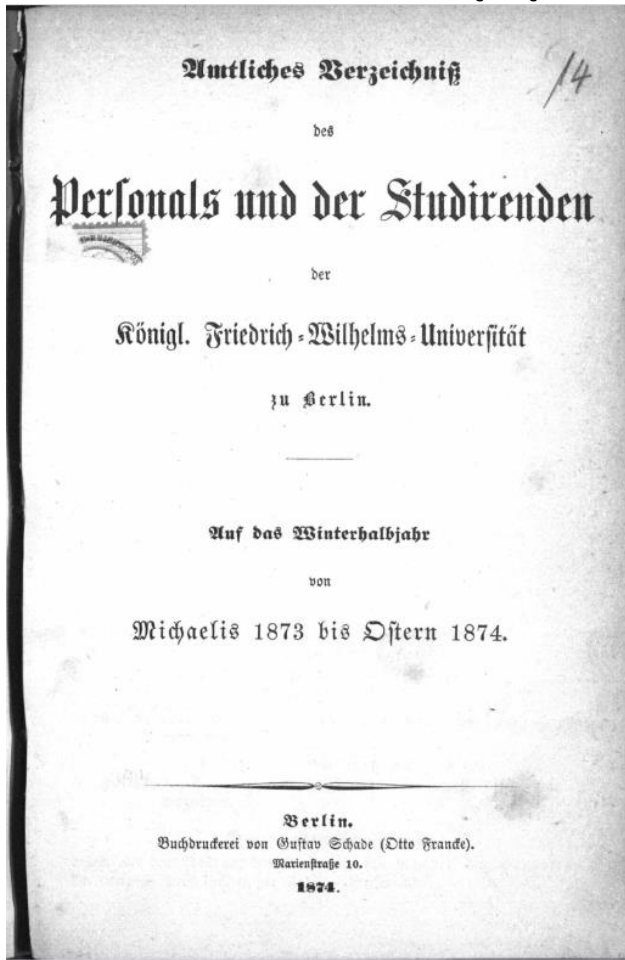 Amtliches Verzeichniß
14
des
Personals und der Studirenden
der
Königl. Friedrich-Wilhelms-Universität
zu Berlin.
Auf das Winterhalbjahr
von
Michaelis 1873 bis Ostern 1874.
Berlin.
Buchdruckerei von Gustav Schade (Otto Francke).
Marienstraße 10.
1874.